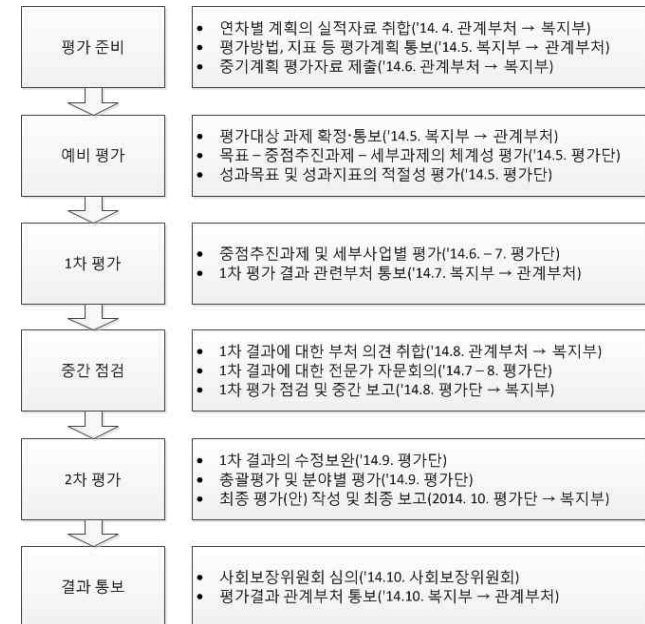 평가 준비
• 연차별 계획의 실적자료 취합('14. 4. 관계부처 → 복지부)
• 평가방법, 지표 등 평가계획 통보('14.5. 복지부 → 관계부처)
• 중기계획 평가자료 제출('14.6. 관계부처 → 복지부)
예비 평가
• 평가대상 과제 확정·통보('14.5. 복지부 → 관계부처)
• 목표 – 중점추진과제 – 세부과제의 체계성 평가('14.5. 평가단)
• 성과목표 및 성과지표의 적절성 평가('14.5. 평가단)
1차 평가
• 중점추진과제 및 세부사업별 평가('14.6. – 7. 평가단)
• 1차 평가 결과 관련부처 통보('14.7. 복지부 → 관계부처)
중간 점검
• 1차 결과에 대한 부처 의견 취합('14.8. 관계부처 → 복지부)
• 1차 결과에 대한 전문가 자문회의('14.7 – 8. 평가단)
• 1차 평가 점검 및 중간 보고('14.8. 평가단 → 복지부)
2차 평가
• 1차 결과의 수정보완('14.9. 평가단)
• 총괄평가 및 분야별 평가('14.9. 평가단)
• 최종 평가(안) 작성 및 최종 보고(2014. 10. 평가단 → 복지부)
결과 통보
• 사회보장위원회 심의('14.10. 사회보장위원회)
• 평가결과 관계부처 통보('14.10. 복지부 → 관계부처)